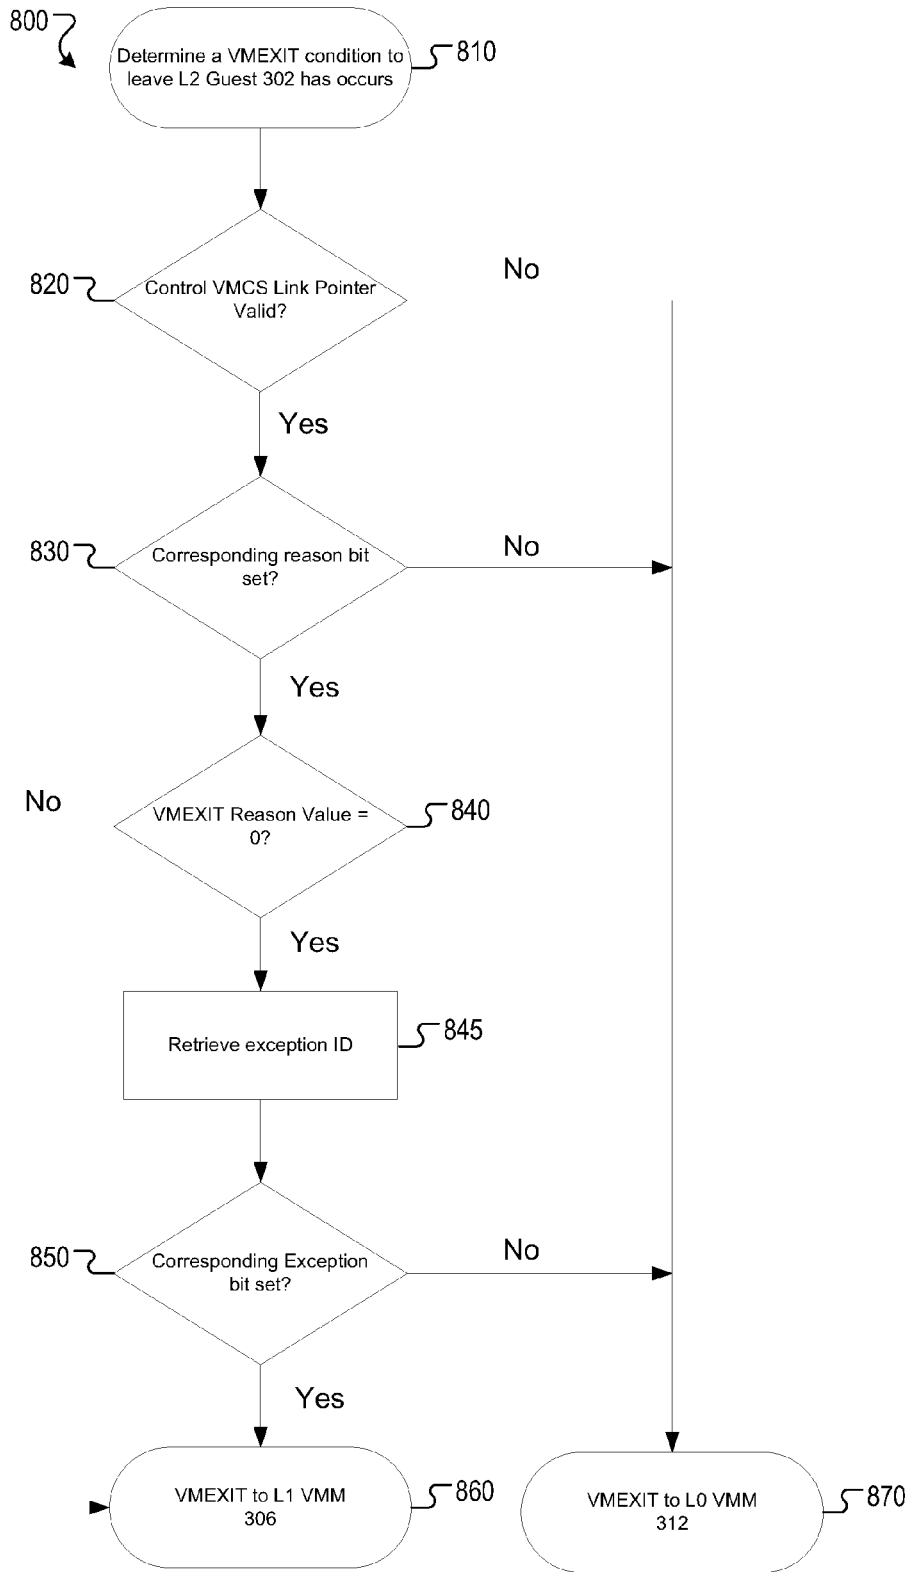 800
Determine a VMEXIT condition to
leave L2 Guest 302 has occurs
810
820
Control VMCS Link Pointer
Valid?
No
Yes
830
Corresponding reason bit
set?
No
Yes
No
VMEXIT Reason Value =
0?
840
Yes
Retrieve exception ID
845
850
Corresponding Exception
bit set?
No
Yes
VMEXIT to L1 VMM
306
860
VMEXIT to L0 VMM
312
870